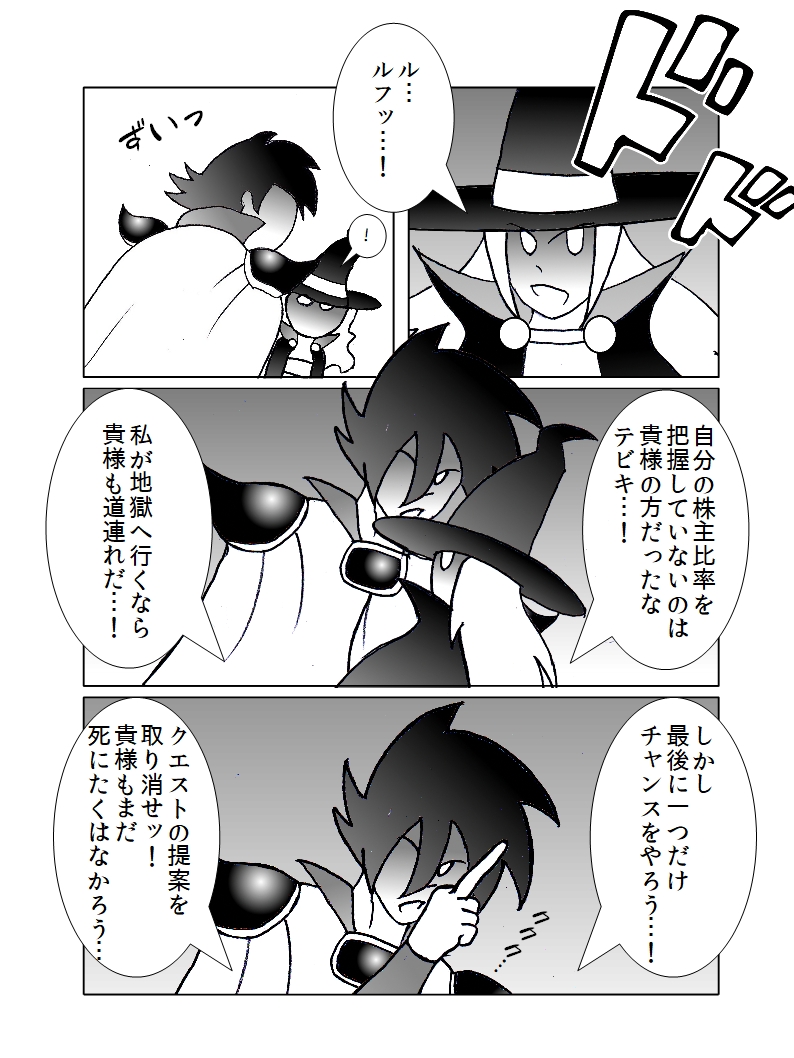 ドド
ル…
ルフッ…！
ずいっ
！
自分の株主比率を
把握していないのは
貴様の方だったな
テビキ…！
私が地獄へ行くなら
貴様も道連れだ…！
しかし
最後に一つだけ
チャンスをやろう…！
クエストの提案を
取り消せッ！
貴様もまだ
死にたくはなかろう…